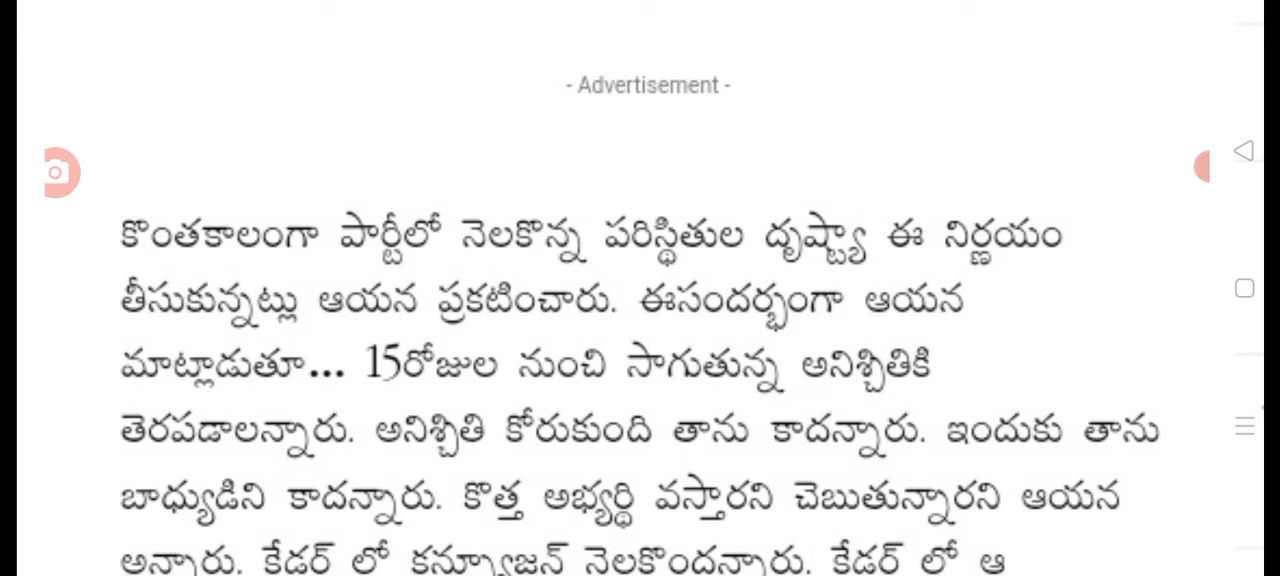 - Advertisement -
కొంతకాలంగా పార్టీలో నెలకొన్న పరిస్థితుల దృష్ట్యా ఈ నిర్ణయం
తీసుకున్నట్లు ఆయన ప్రకటించారు. ఈసందర్భంగా ఆయన
మాట్లాడుతూ... 15రోజుల నుంచి సాగుతున్న అనిశ్చితికి
తెరపడాలన్నారు. అనిశ్చితి కోరుకుంది తాను కాదన్నారు. ఇందుకు తాను
బాధ్యుడిని కాదన్నారు. కొత్త అభ్యర్థి వస్తారని చెబుతున్నారని ఆయన
అన్నారు. కేడర్ లో కన్ఫ్యూజన్ నెలకొందన్నారు. కేడర్ లో ఆ